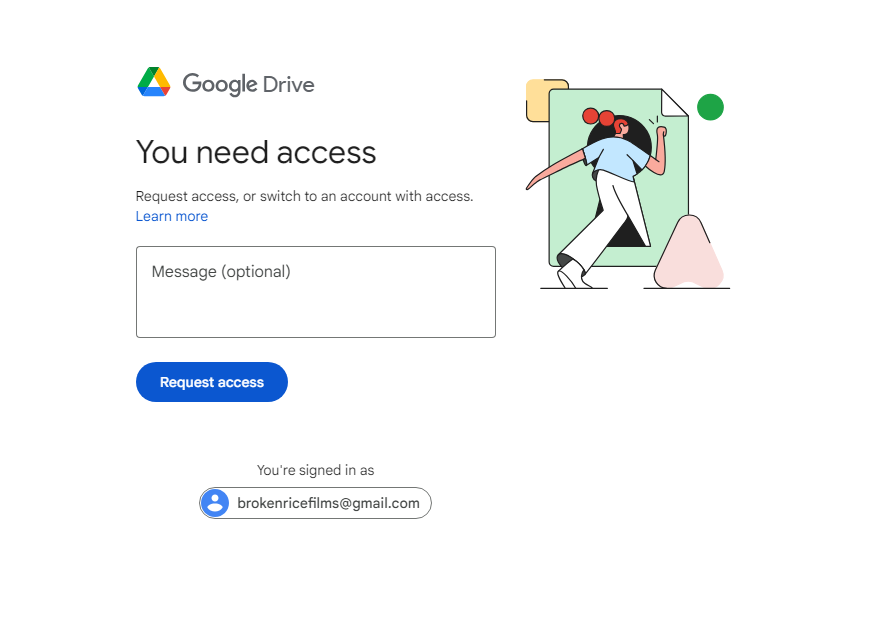 Google Drive
You need access
Request access, or switch to an account with access.
Learn more
Message (optional)
Request access
You're signed in as
brokenricefilms@gmail.com